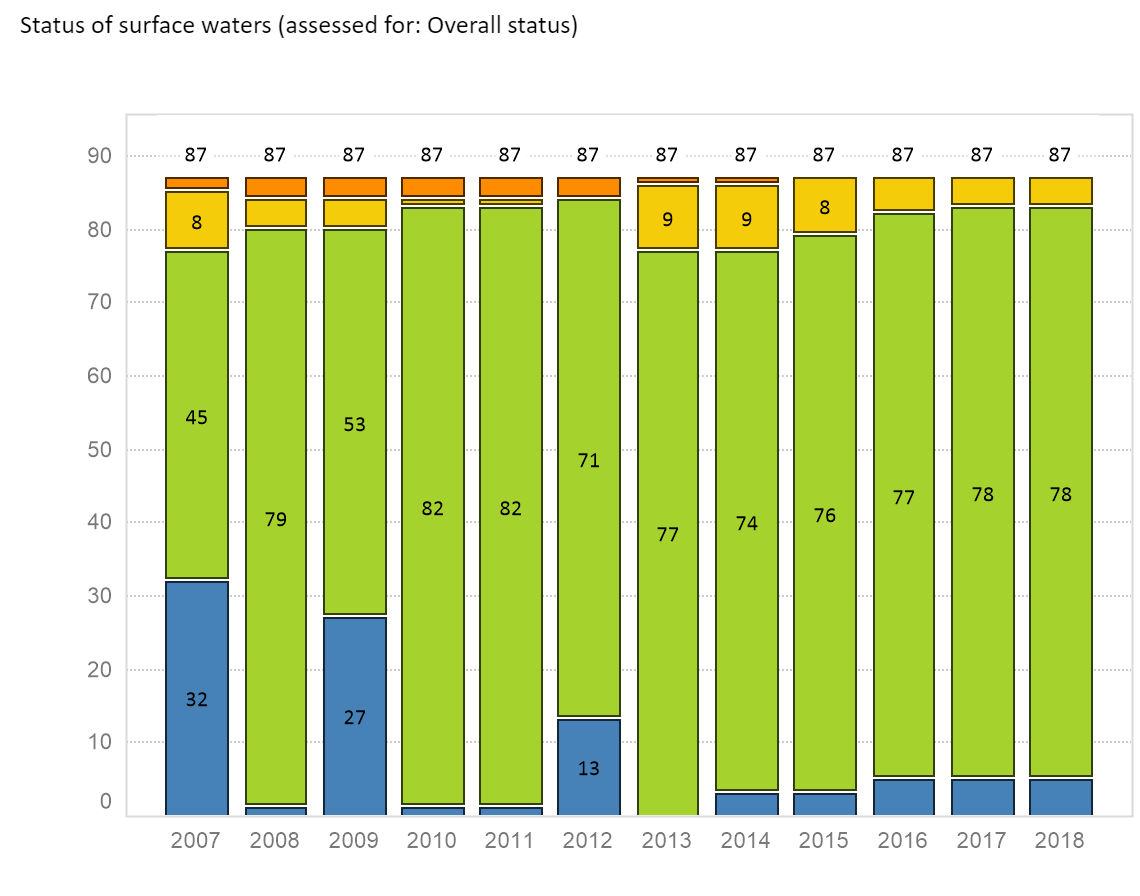 Status of surface waters (assessed for: Overall status)
90 87 87 87 87 87 87 87 87 87 87 87 87
8 9 9 8
80
70
60
45 53
50
71
79 82 82 77 74 76 77 78 78
40
30
32 27
20
13
10
0
2007 2008 2009 2010 2011 2012 2013 2014 2015 2016 2017 2018